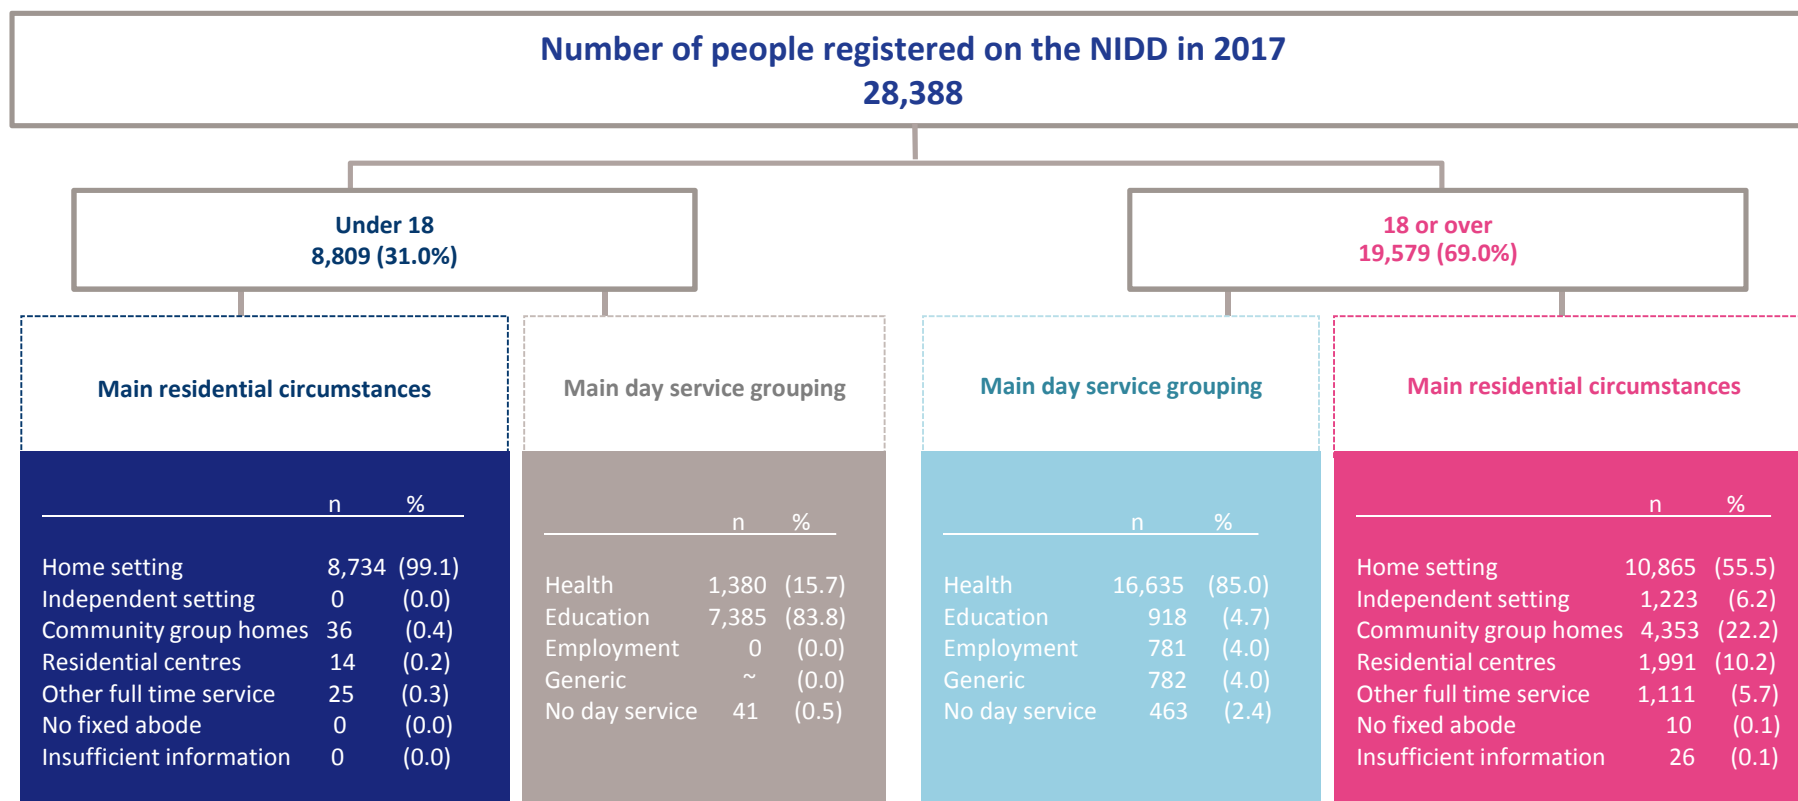 Number of people registered on the NIDD in 2017
28,388
Under 18
8,809 (31.0%)
18 or over
19,579 (69.0%)
Main residential circumstances
n %
Home setting 8,734 (99.1)
Independent setting 0 (0.0)
Community group homes 36 (0.4)
Residential centres 14 (0.2)
Other full time service 25 (0.3)
No fixed abode 0 (0.0)
Insufficient information 0 (0.0)
Main day service grouping
n %
Health 1,380 (15.7)
Education 7,385 (83.8)
Employment 0 (0.0)
Generic ~ (0.0)
No day service 41 (0.5)
Main day service grouping
n %
Health 16,635 (85.0)
Education 918 (4.7)
Employment 781 (4.0)
Generic 782 (4.0)
No day service 463 (2.4)
Main residential circumstances
n %
Home setting 10,865 (55.5)
Independent setting 1,223 (6.2)
Community group homes 4,353 (22.2)
Residential centres 1,991 (10.2)
Other full time service 1,111 (5.7)
No fixed abode 10 (0.1)
Insufficient information 26 (0.1)